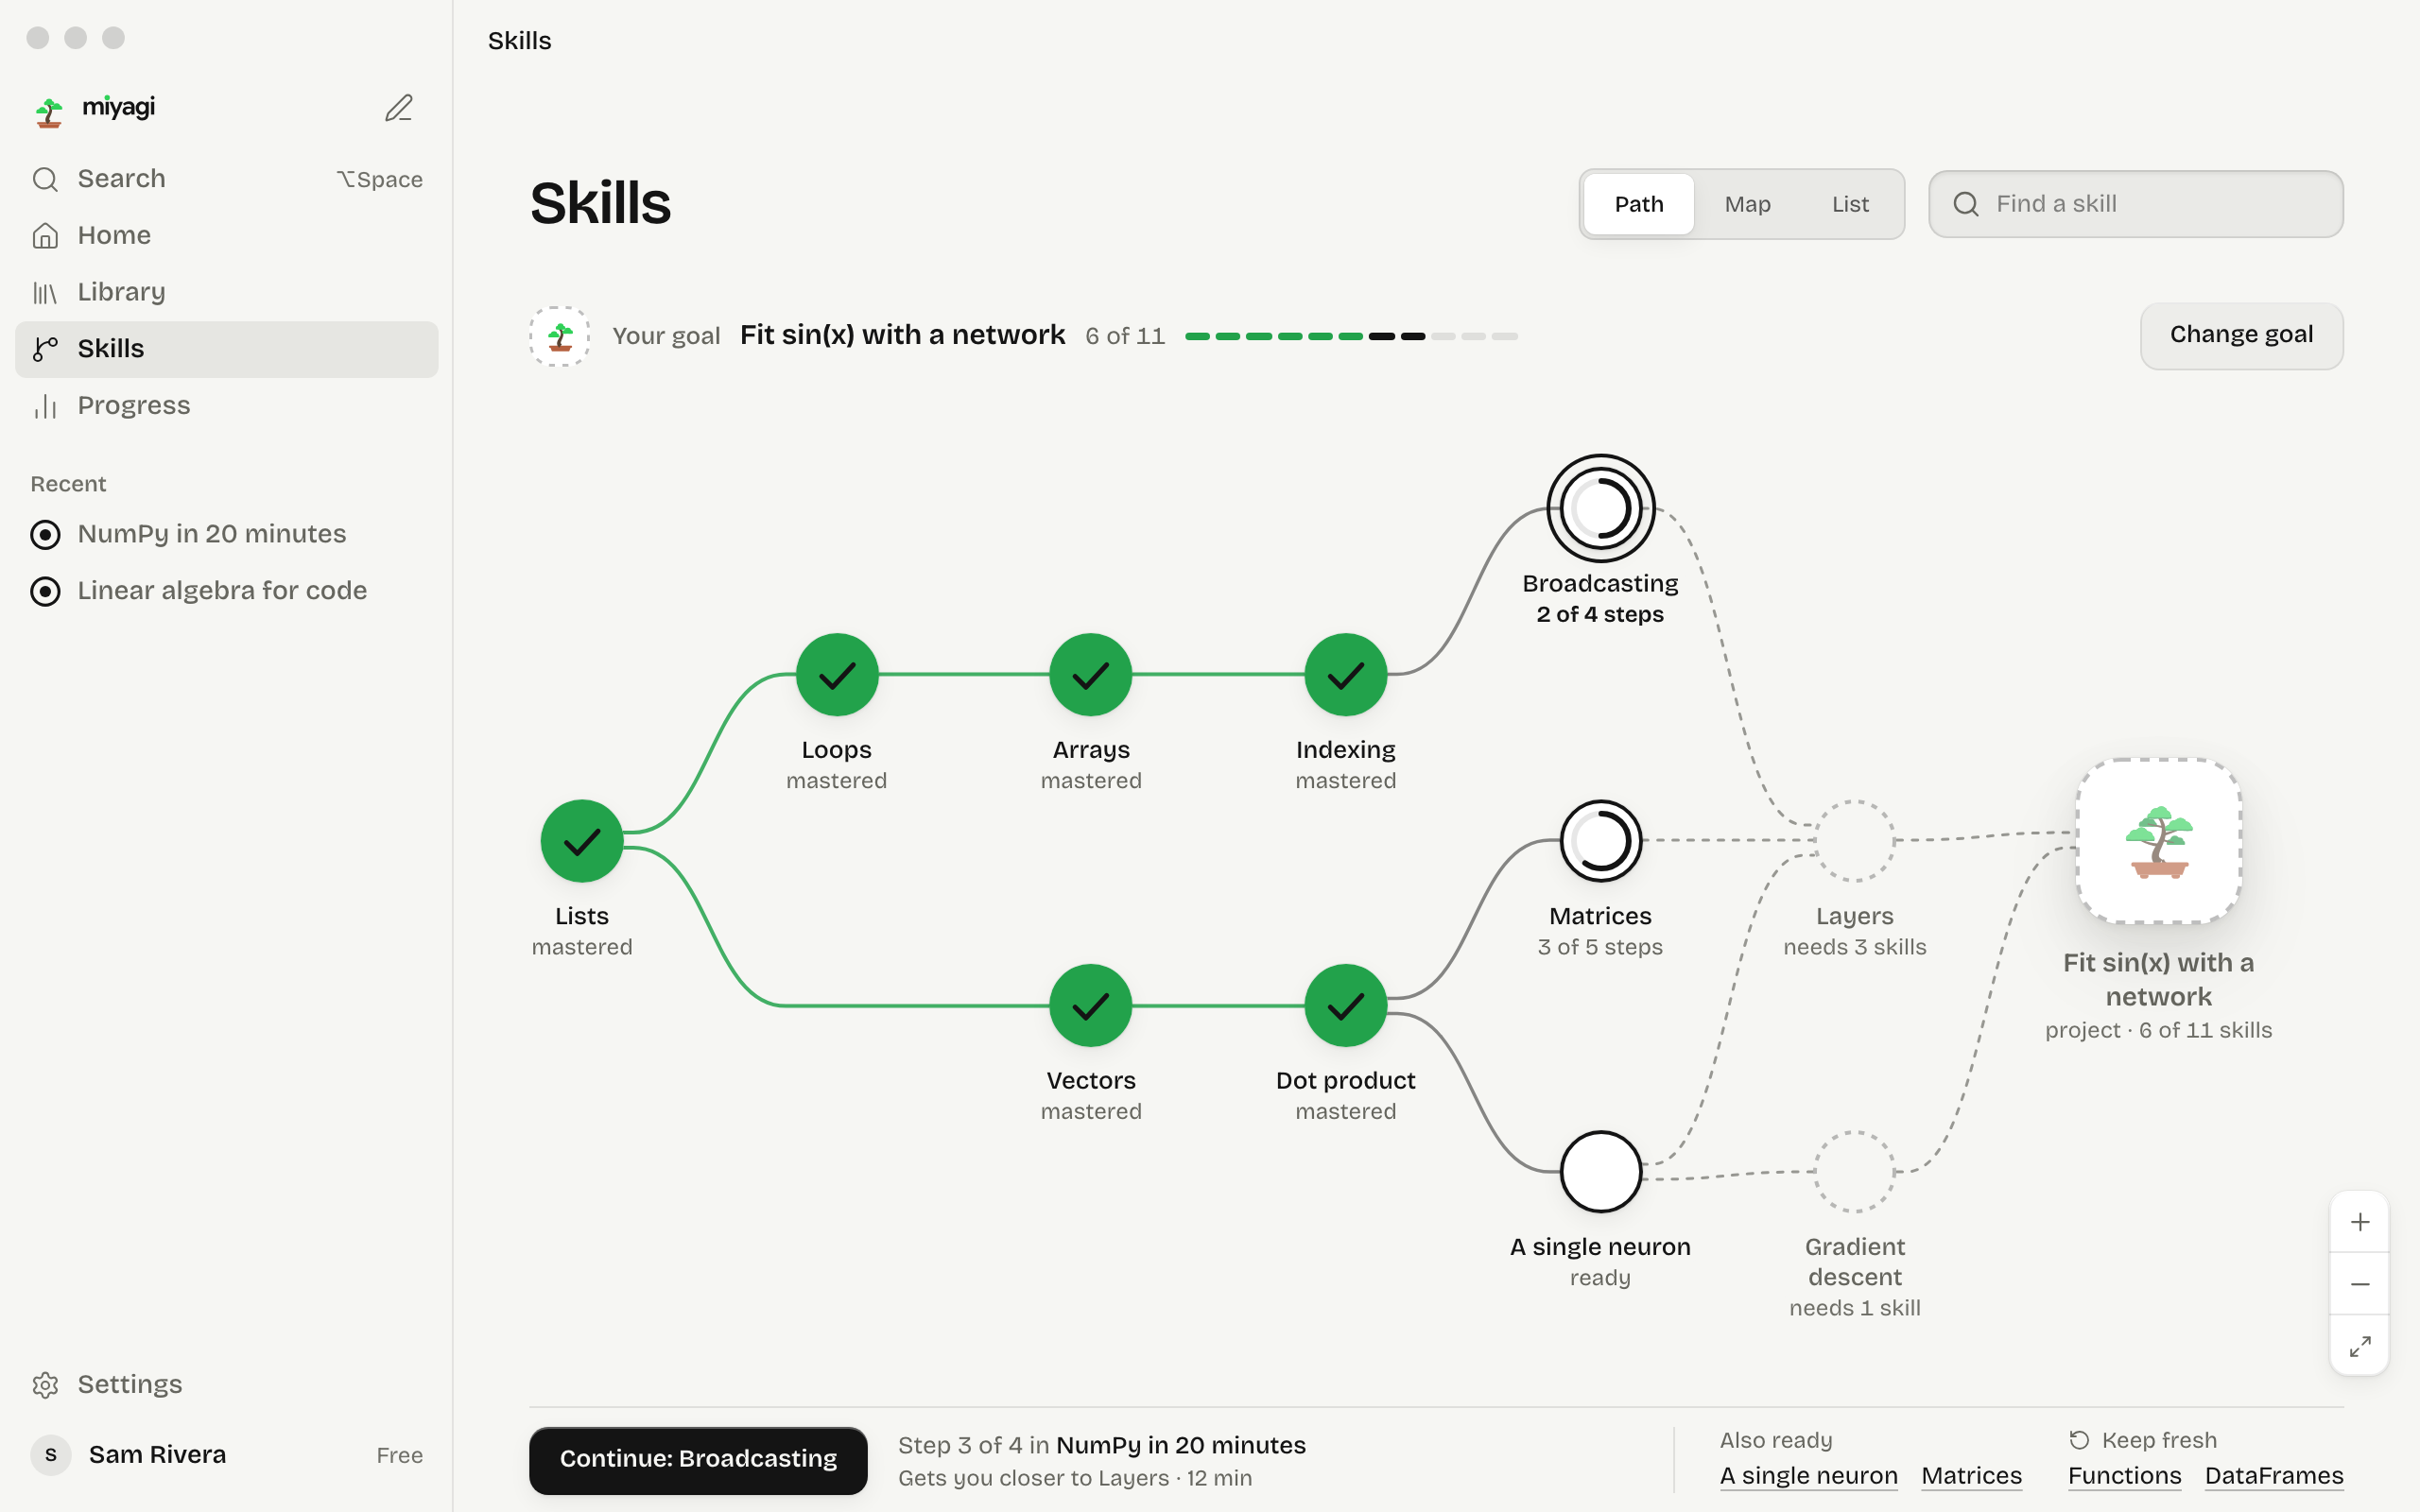 Skills
miyagi
Search
⌥Space
Home
Library
Skills
Progress
Recent
NumPy in 20 minutes
Linear algebra for code
Settings
S
Sam Rivera
Free
Skills
Path
Map
List
Find a skill
Your goal
Fit sin(x) with a network
6 of 11
Change goal
Broadcasting
2 of 4 steps
Loops
mastered
Arrays
mastered
Indexing
mastered
Lists
mastered
Matrices
3 of 5 steps
Layers
needs 3 skills
Fit sin(x) with a
network
project · 6 of 11 skills
Vectors
mastered
Dot product
mastered
A single neuron
ready
Gradient
descent
needs 1 skill
Continue: Broadcasting
Step 3 of 4 in NumPy in 20 minutes
Gets you closer to Layers · 12 min
Also ready
A single neuron
Matrices
Keep fresh
Functions
DataFrames